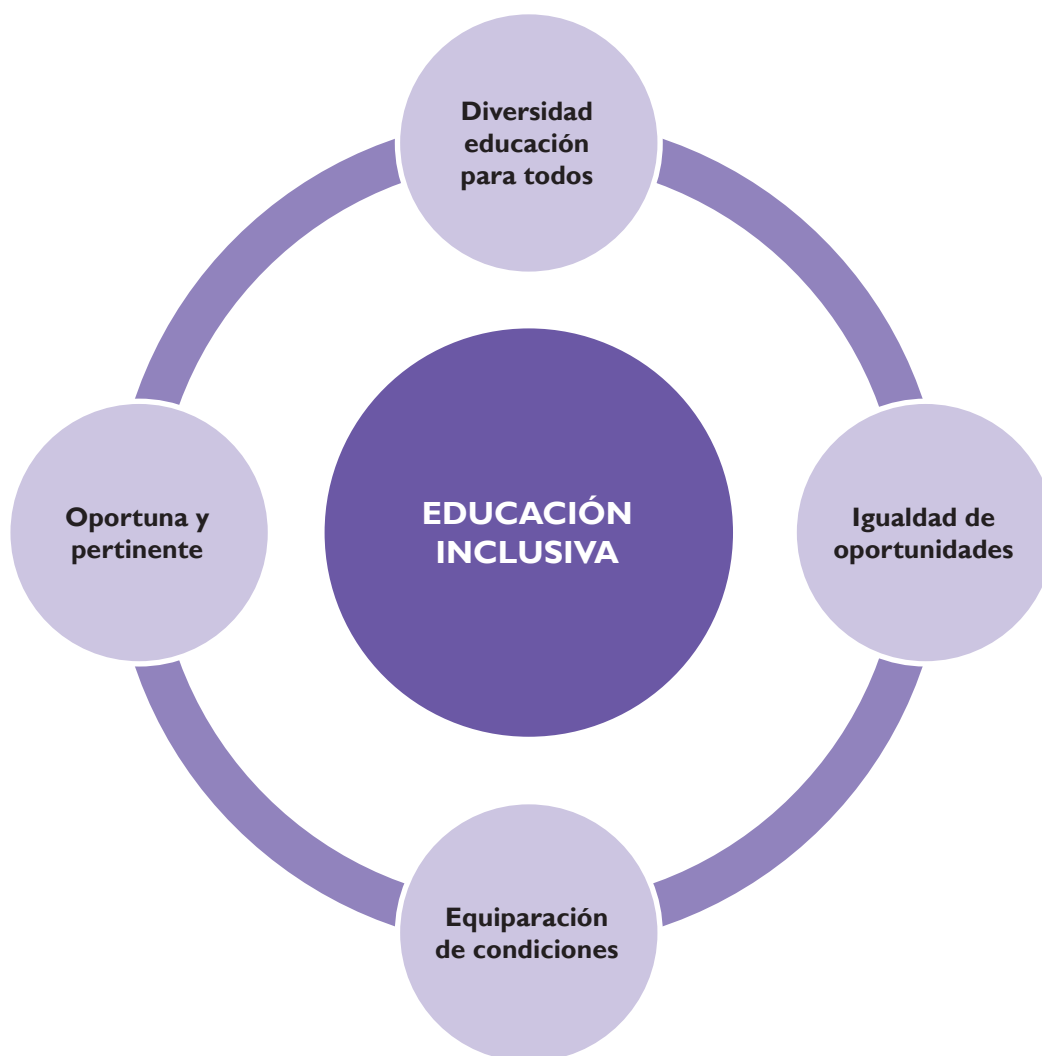 Diversidad
educación
para todos
Oportuna y
pertinente
EDUCACIÓN
INCLUSIVA
Igualdad de
oportunidades
Equiparación
de condiciones